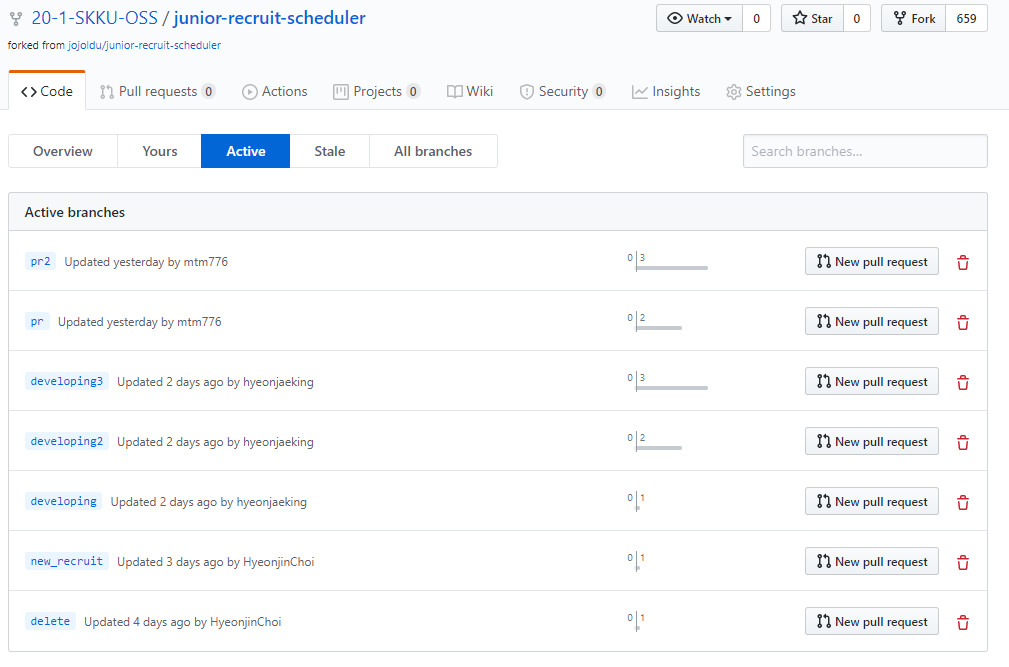 20-1-SKKU-OSS / junior-recruit-scheduler Watch 0 Star 0 Fork 659
forked from jojoldu/junior-recruit-scheduler
Code Pull requests 0 Actions Projects 0 Wiki Security 0 Insights Settings
Overview Yours Active Stale All branches Search branches...
Active branches
pr2 Updated yesterday by mtm776 0 3 New pull request
pr Updated yesterday by mtm776 0 2 New pull request
developing3 Updated 2 days ago by hyeonjaeking 0 3 New pull request
developing2 Updated 2 days ago by hyeonjaeking 0 2 New pull request
developing Updated 2 days ago by hyeonjaeking 0 1 New pull request
new_recruit Updated 3 days ago by HyeonjinChoi 0 1 New pull request
delete Updated 4 days ago by HyeonjinChoi 0 1 New pull request